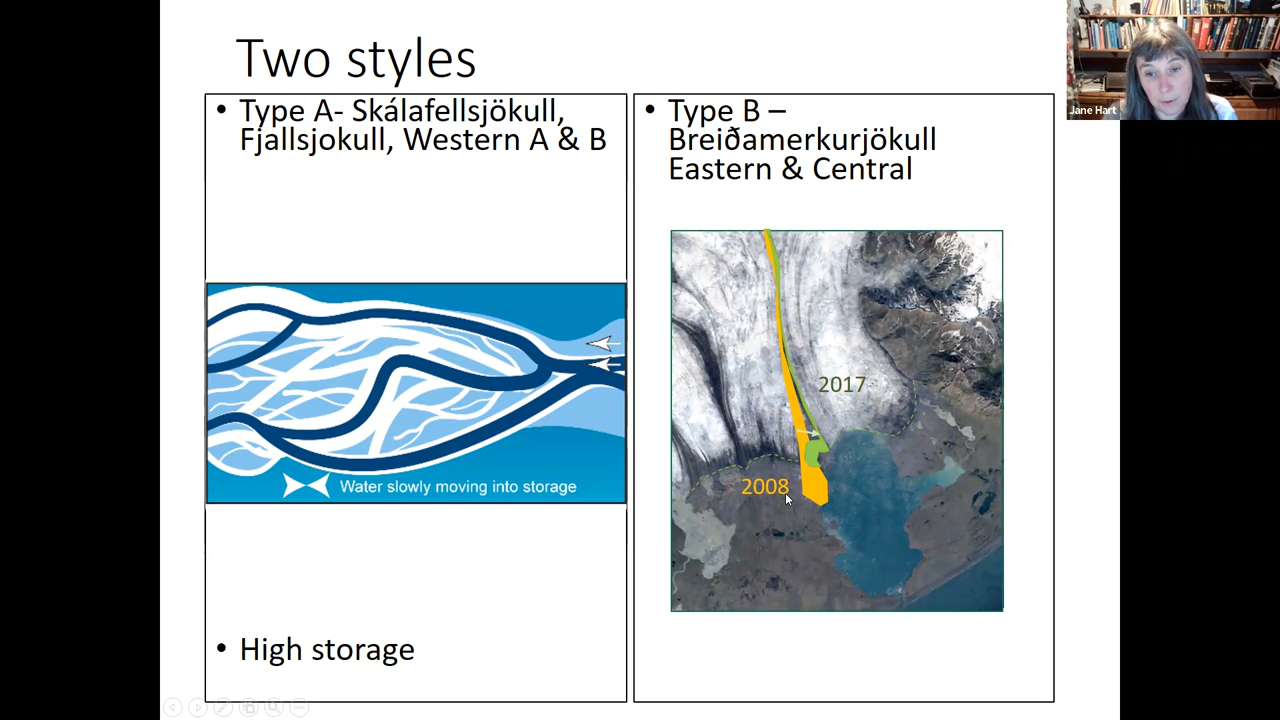 Two styles
• Type A- Skálafellsjökull,
Fjallsjokull, Western A & B
Water slowly moving into storage
• High storage
• Type B –
Breiðamerkurjökull
Eastern & Central
2017
2008
Jane Hart